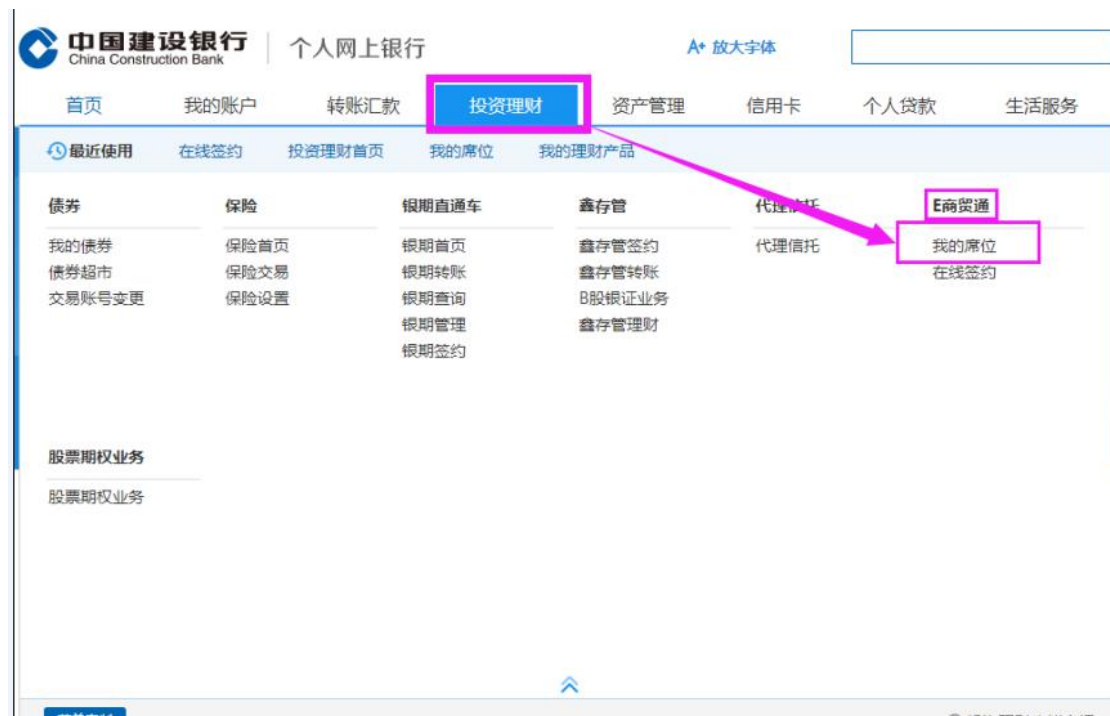 中国建设银行 个人网上银行 A+ 放大字体
China Construction Bank
首页 我的账户 转账汇款 投资理财 资产管理 信用卡 个人贷款 生活服务
最近使用 在线签约 投资理财首页 我的席位 我的理财产品
债券 保险 银期直通车 鑫存管 代理信托 E商贸通
我的债券 保险首页 银期首页 鑫存管签约 代理信托 我的席位
债券超市 保险交易 银期转账 鑫存管转账 在线签约
交易账号变更 保险设置 银期查询 B股银证业务
银期管理 鑫存管理财
银期签约
股票期权业务
股票期权业务